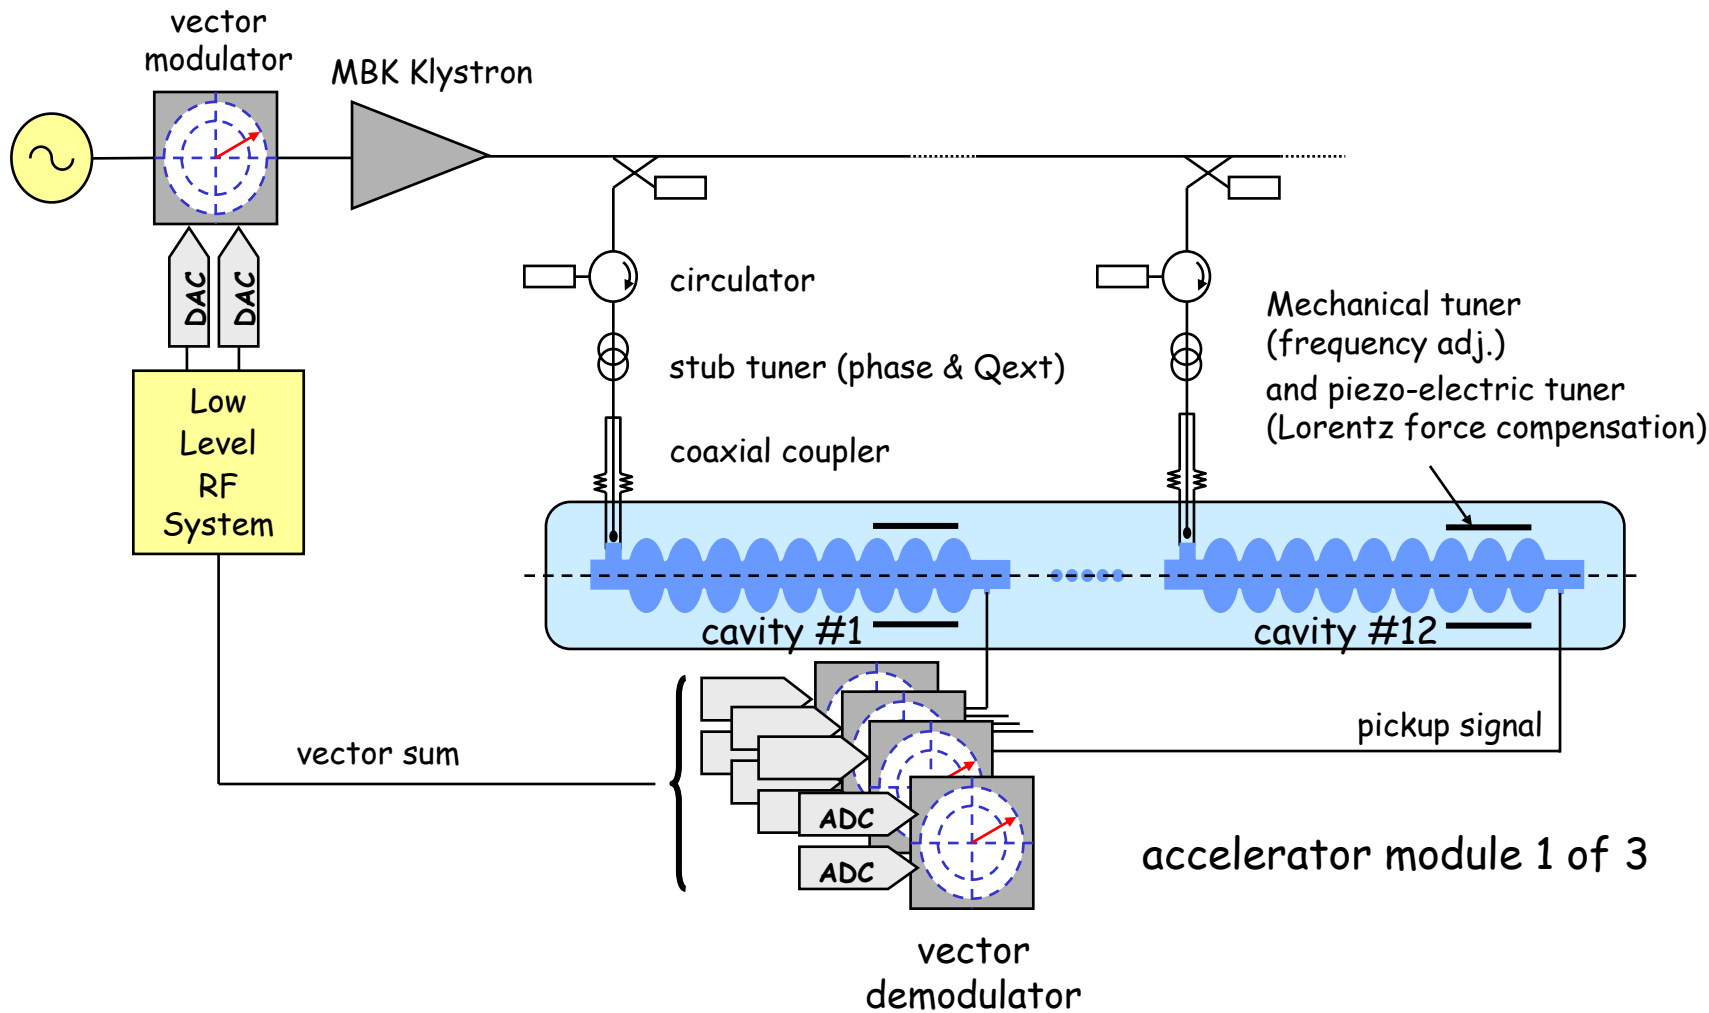 vector
modulator
MBK Klystron
DAC
DAC
circulator
Mechanical tuner
(frequency adj.)
and piezo-electric tuner
(Lorentz force compensation)
stub tuner (phase & Qext)
coaxial coupler
Low
Level
RF
System
cavity #1
cavity #12
vector sum
pickup signal
ADC
ADC
accelerator module 1 of 3
vector
demodulator